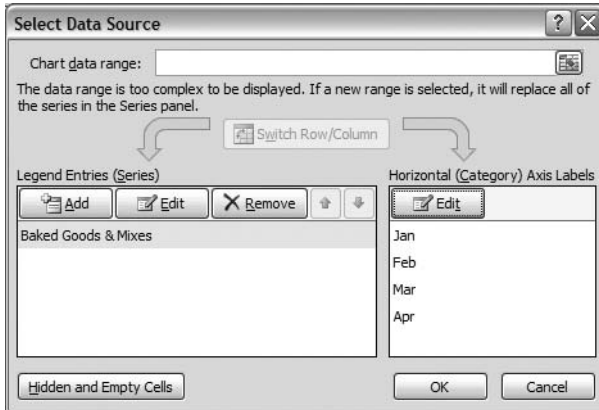 Select Data Source
?
X
Chart data range:
The data range is too complex to be displayed. If a new range is selected, it will replace all of
the series in the Series panel.
Switch Row/Column
Legend Entries (Series)
Horizontal (Category) Axis Labels
Add
Edit
Remove
Edit
Baked Goods & Mixes
Jan
Feb
Mar
Apr
Hidden and Empty Cells
OK
Cancel